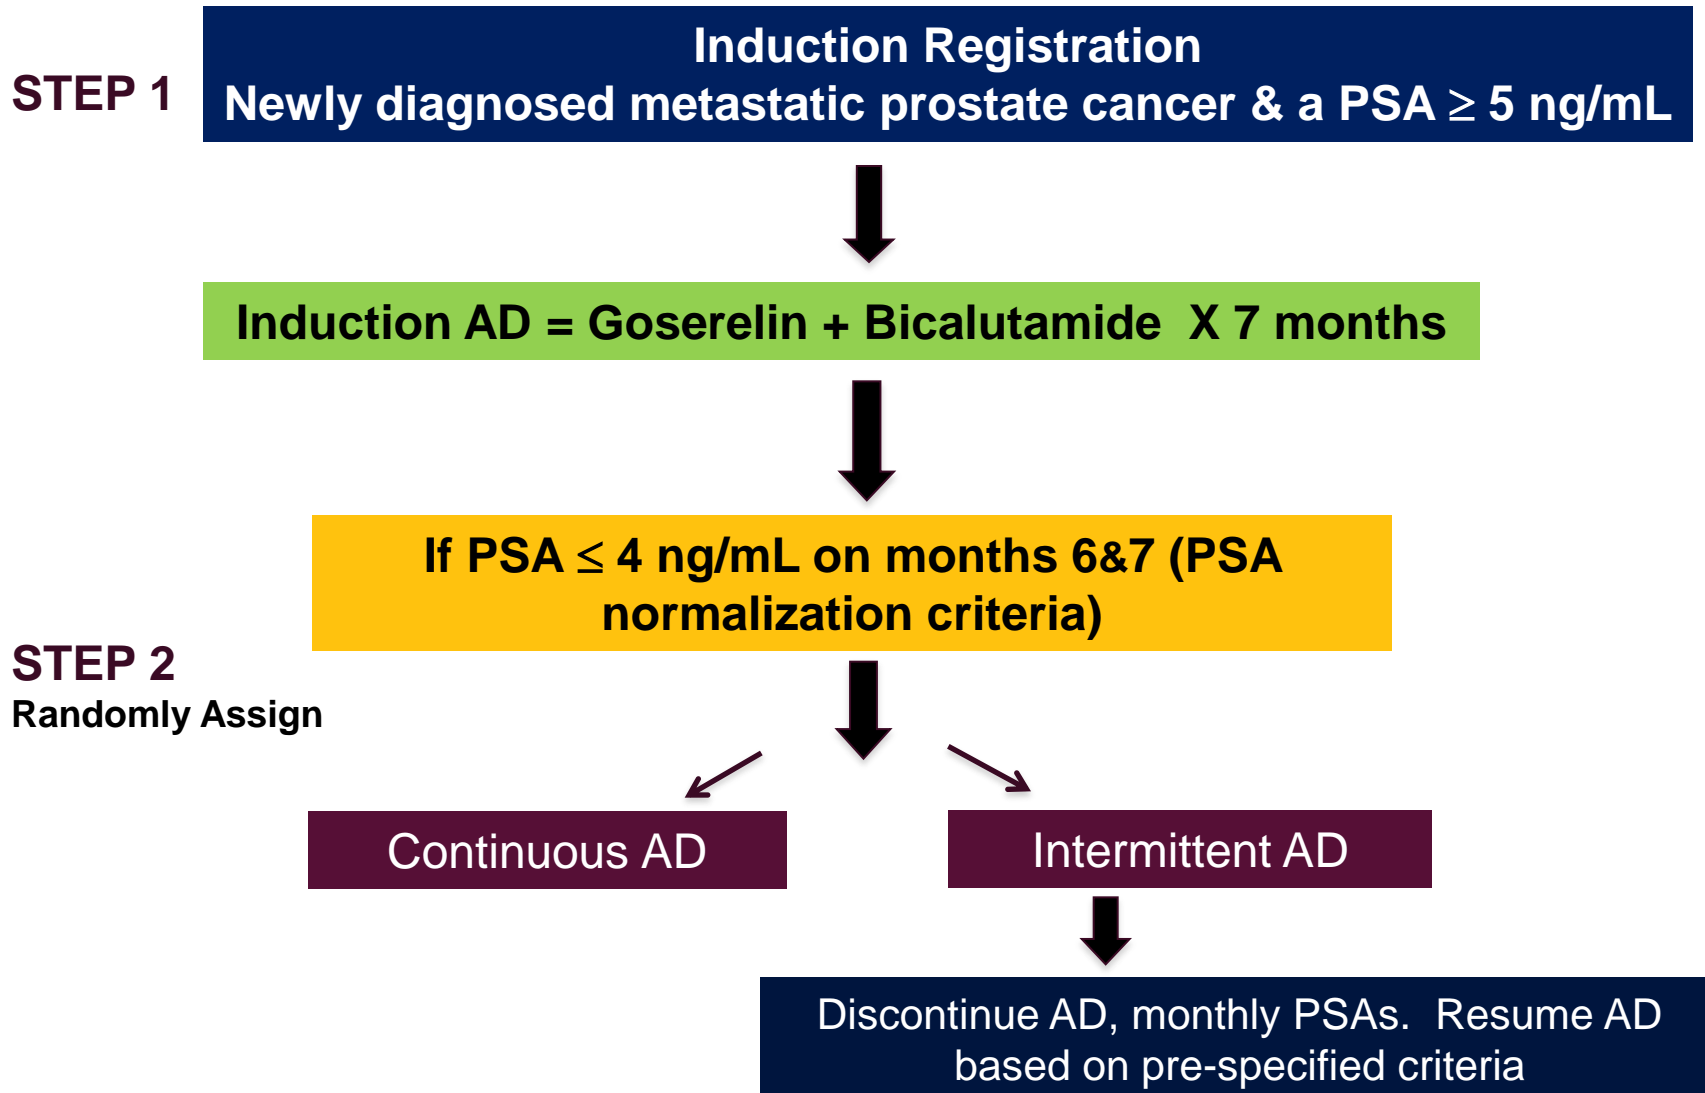 Induction Registration
STEP 1
Newly diagnosed metastatic prostate cancer & a PSA ≥ 5 ng/mL
Induction AD = Goserelin + Bicalutamide X 7 months
If PSA ≤ 4 ng/mL on months 6&7 (PSA
normalization criteria)
STEP 2
Randomly Assign
Continuous AD
Intermittent AD
Discontinue AD, monthly PSAs. Resume AD
based on pre-specified criteria